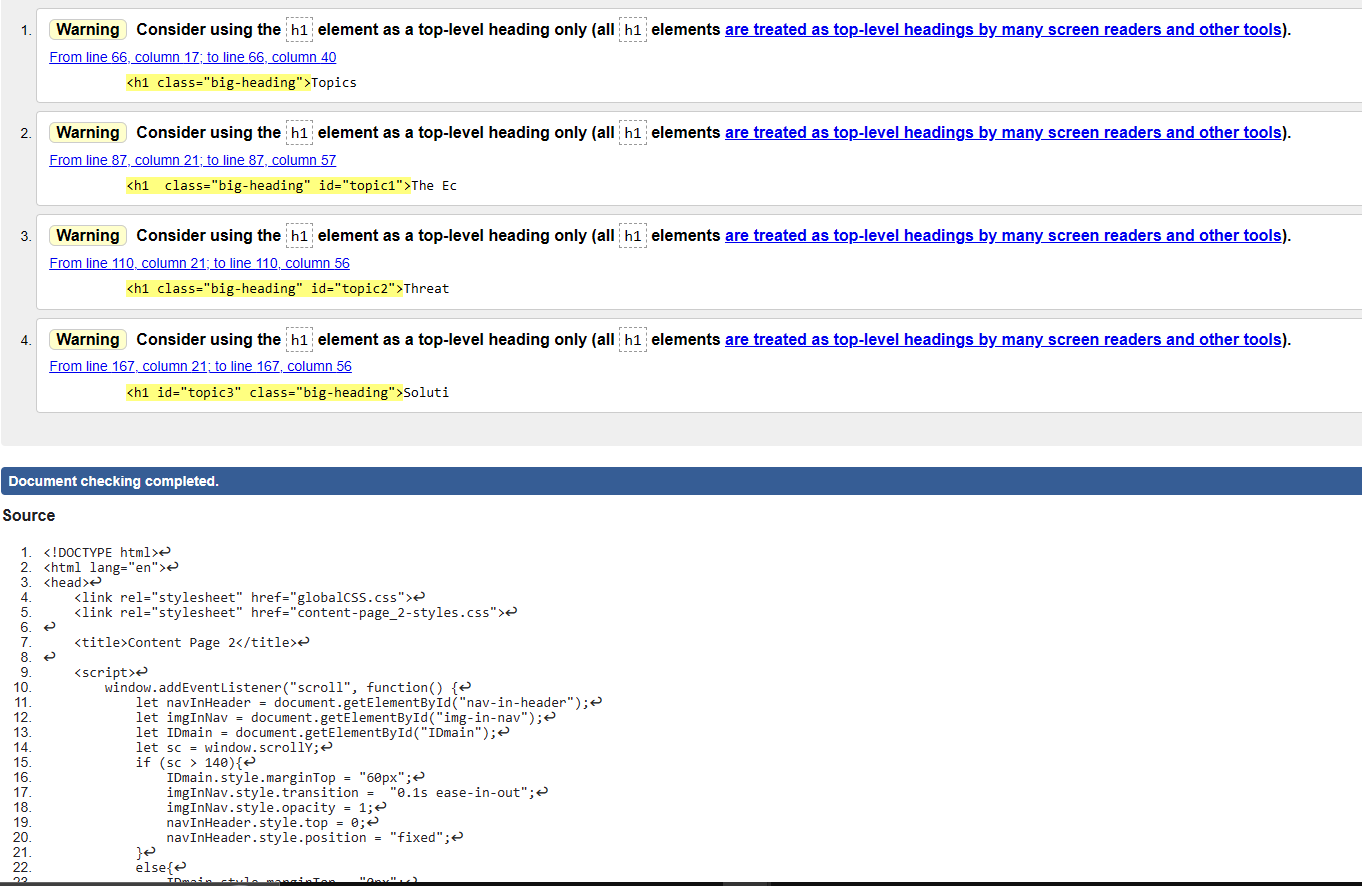 1. Warning Consider using the h1 element as a top-level heading only (all h1 elements are treated as top-level headings by many screen readers and other tools).
From line 66, column 17; to line 66, column 40
<h1 class="big-heading">Topics
2. Warning Consider using the h1 element as a top-level heading only (all h1 elements are treated as top-level headings by many screen readers and other tools).
From line 87, column 21; to line 87, column 57
<h1  class="big-heading" id="topic1">The Ec
3. Warning Consider using the h1 element as a top-level heading only (all h1 elements are treated as top-level headings by many screen readers and other tools).
From line 110, column 21; to line 110, column 56
<h1 class="big-heading" id="topic2">Threat
4. Warning Consider using the h1 element as a top-level heading only (all h1 elements are treated as top-level headings by many screen readers and other tools).
From line 167, column 21; to line 167, column 56
<h1 id="topic3" class="big-heading">Soluti
Document checking completed.
Source
1. <!DOCTYPE html>↩
2. <html lang="en">↩
3. <head>↩
4.     <link rel="stylesheet" href="globalCSS.css">↩
5.     <link rel="stylesheet" href="content-page_2-styles.css">↩
6. ↩
7.     <title>Content Page 2</title>↩
8. ↩
9.     <script>↩
10.         window.addEventListener("scroll", function() {↩
11.             let navInHeader = document.getElementById("nav-in-header");↩
12.             let imgInNav = document.getElementById("img-in-nav");↩
13.             let IDmain = document.getElementById("IDmain");↩
14.             let sc = window.scrollY;↩
15.             if (sc > 140){↩
16.                 IDmain.style.marginTop = "60px";↩
17.                 imgInNav.style.transition =  "0.1s ease-in-out";↩
18.                 imgInNav.style.opacity = 1;↩
19.                 navInHeader.style.top = 0;↩
20.                 navInHeader.style.position = "fixed";↩
21.             }↩
22.             else{↩
23.                 IDmain.style.marginTop = "0px";↩